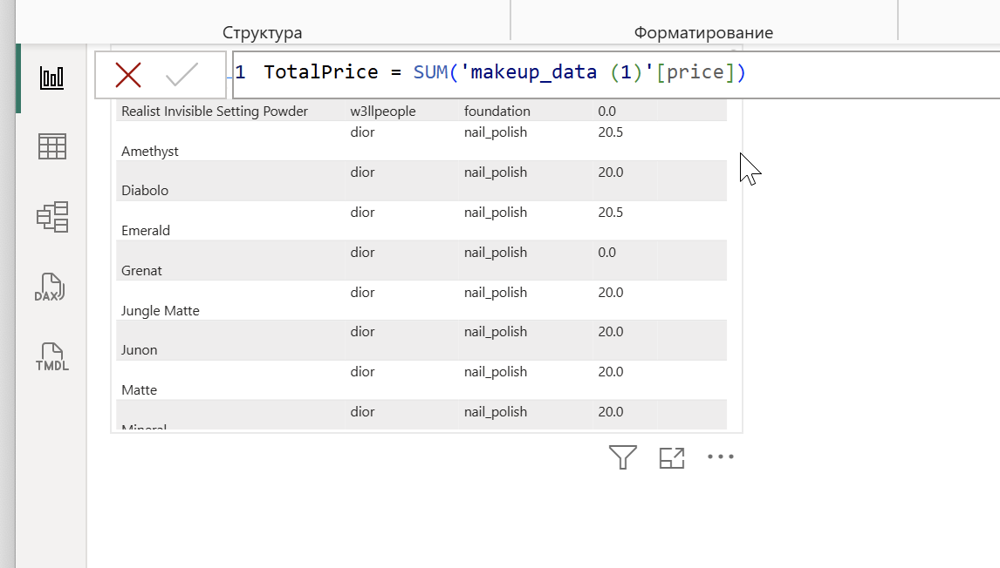 Структура Форматирование
1 TotalPrice = SUM('makeup_data (1)'[price])
Realist Invisible Setting Powder w3llpeople foundation 0.0
dior nail_polish 20.5
Amethyst
dior nail_polish 20.0
Diabolo
dior nail_polish 20.5
Emerald
dior nail_polish 0.0
Grenat
DAX
dior nail_polish 20.0
Jungle Matte
dior nail_polish 20.0
Junon
TMDL
dior nail_polish 20.0
Matte
dior nail_polish 20.0
Mineral